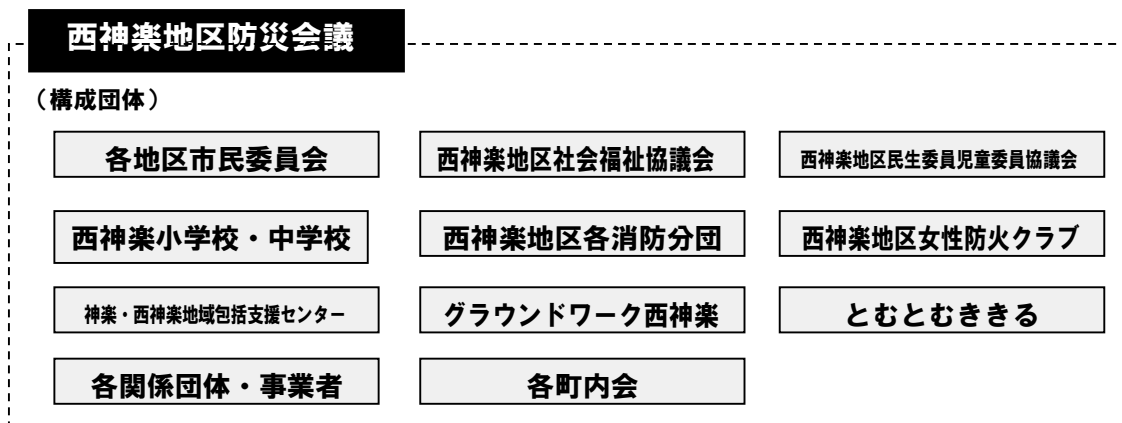 西神楽地区防災会議
（構成団体）
各地区市民委員会
西神楽地区社会福祉協議会
西神楽地区民生委員児童委員協議会
西神楽小学校・中学校
西神楽地区各消防分団
西神楽地区女性防火クラブ
神楽・西神楽地域包括支援センター
グラウンドワーク西神楽
とむとむききる
各関係団体・事業者
各町内会